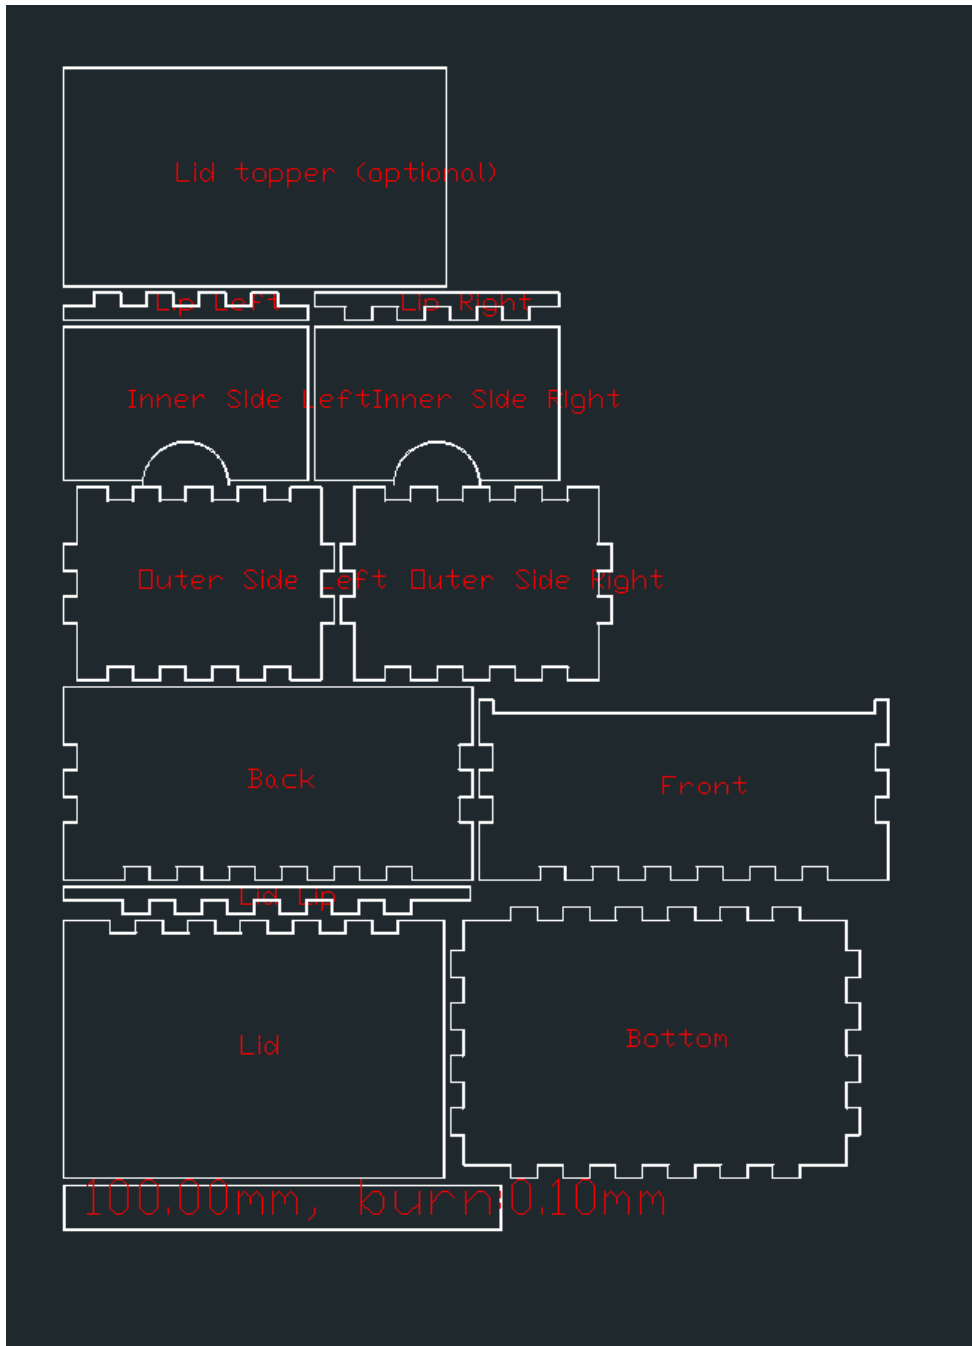 Lid topper (optional)
Lip Left
Lip Right
Inner Side Left
Inner Side Right
Outer Side Left
Outer Side Right
Back
Front
Lid Lip
Lid
Bottom
100.00mm, burn:0.10mm